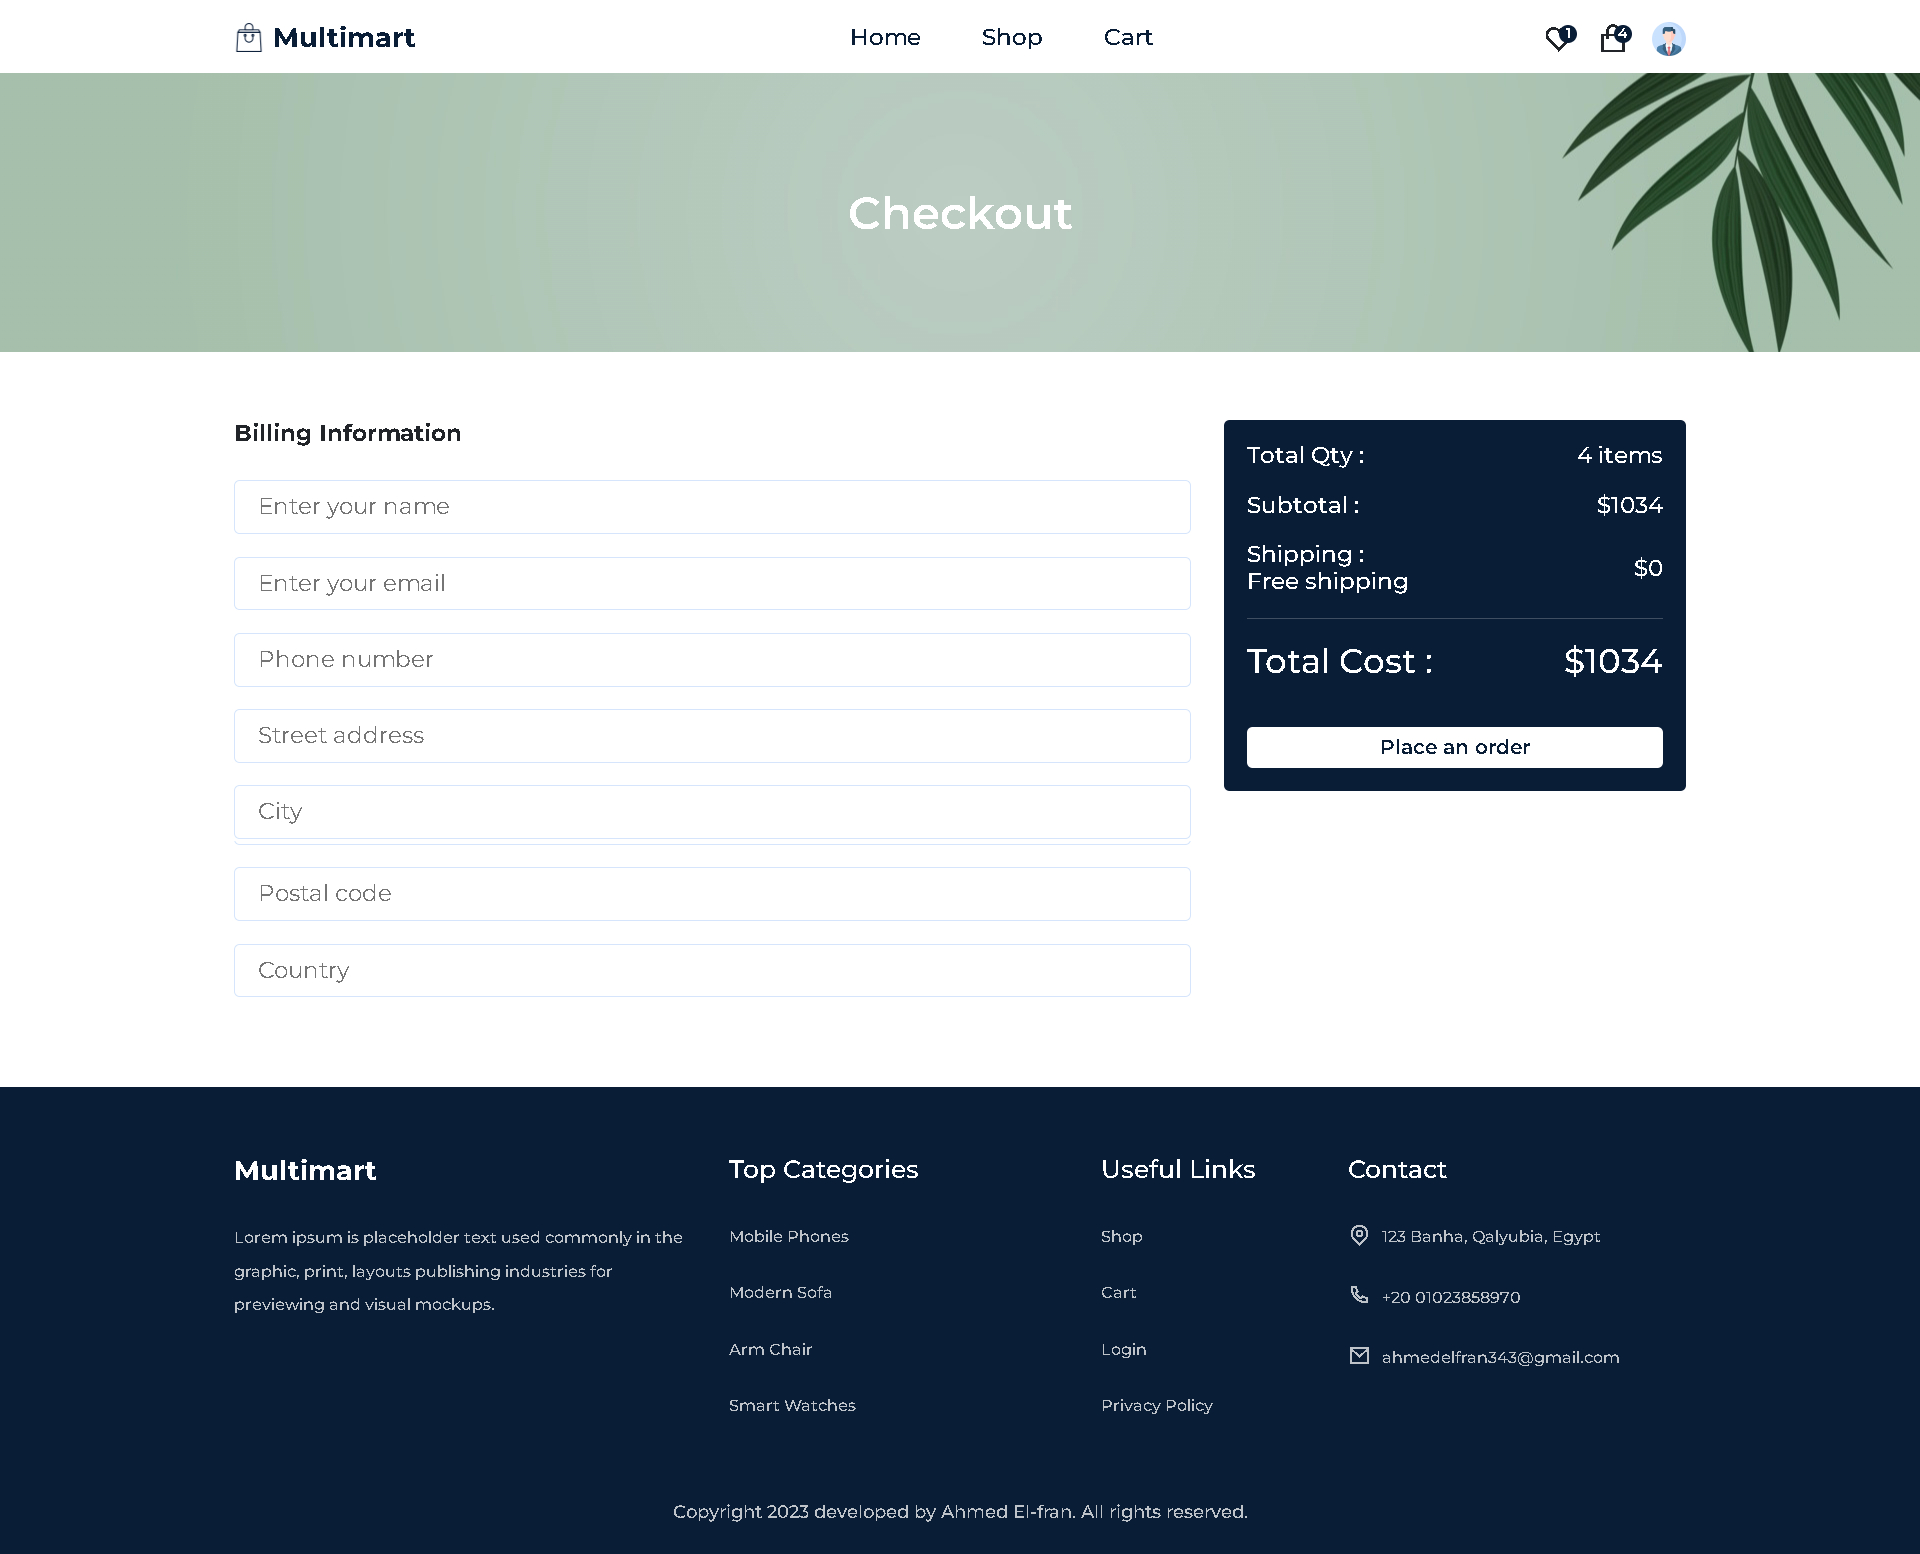 Multimart
Home
Shop
Cart
1
4
Checkout
Billing Information
Enter your name
Enter your email
Phone number
Street address
City
Postal code
Country
Total Qty :
4 items
Subtotal :
$1034
Shipping :
Free shipping
$0
Total Cost :
$1034
Place an order
Multimart
Lorem ipsum is placeholder text used commonly in the
graphic, print, layouts publishing industries for
previewing and visual mockups.
Top Categories
Mobile Phones
Modern Sofa
Arm Chair
Smart Watches
Useful Links
Shop
Cart
Login
Privacy Policy
Contact
123 Banha, Qalyubia, Egypt
+20 01023858970
ahmedelfran343@gmail.com
Copyright 2023 developed by Ahmed El-fran. All rights reserved.